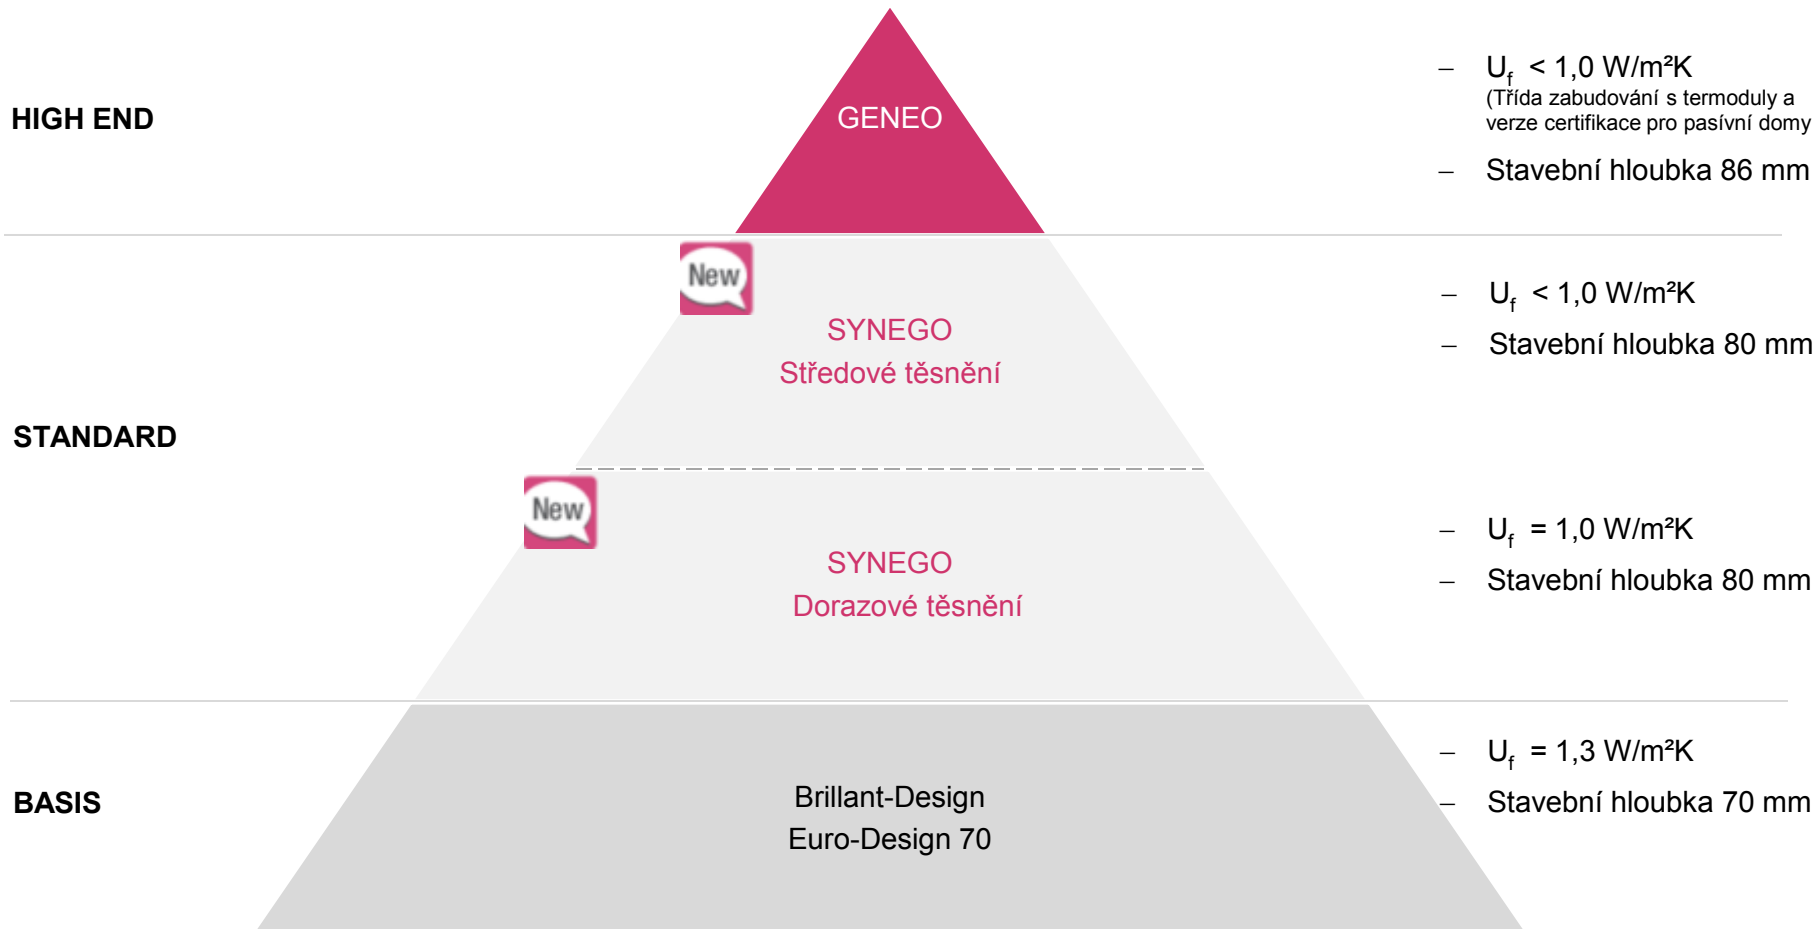 HIGH END
GENEO
– U_f < 1,0 W/m²K
(Třída zabudování s termoduly a
verze certifikace pro pasívní domy
– Stavební hloubka 86 mm
New
SYNEGO
Středové těsnění
– U_f < 1,0 W/m²K
– Stavební hloubka 80 mm
STANDARD
New
SYNEGO
Dorazové těsnění
– U_f = 1,0 W/m²K
– Stavební hloubka 80 mm
BASIS
Brillant-Design
Euro-Design 70
– U_f = 1,3 W/m²K
– Stavební hloubka 70 mm